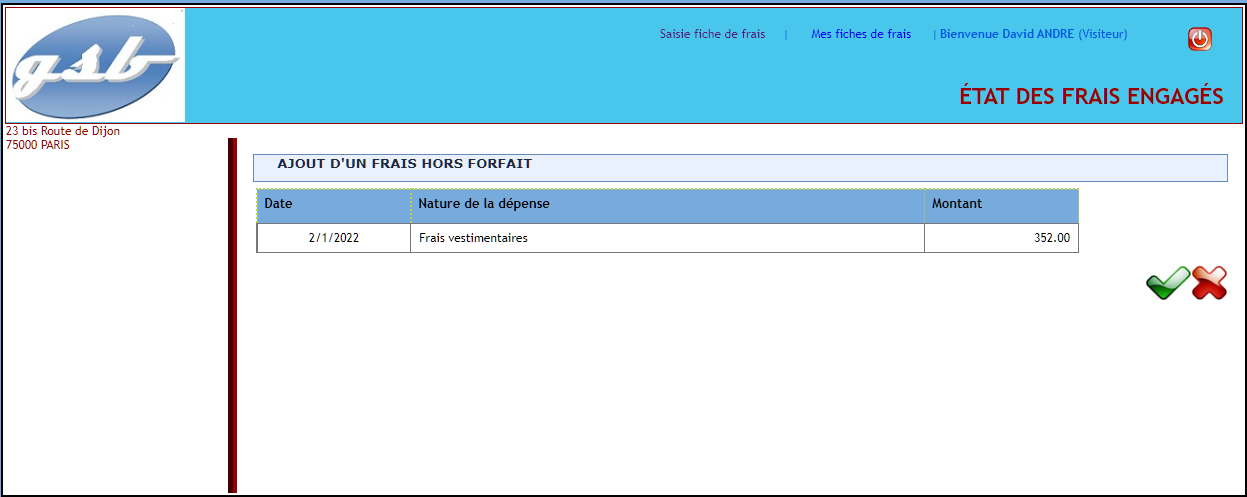 gsb
Saisie fiche de frais | Mes fiches de frais | Bienvenue David ANDRE (Visiteur)
ÉTAT DES FRAIS ENGAGÉS
23 bis Route de Dijon
75000 PARIS
AJOUT D'UN FRAIS HORS FORFAIT
Date Nature de la dépense Montant
2/1/2022 Frais vestimentaires 352.00